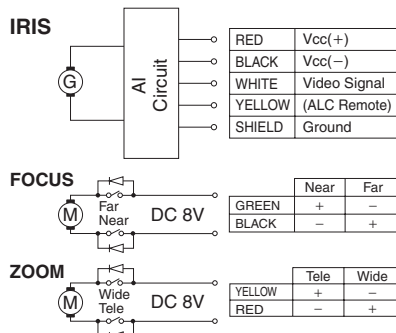 IRIS
G
AI
Circuit
RED Vcc(+)
BLACK Vcc(−)
WHITE Video Signal
YELLOW (ALC Remote)
SHIELD Ground
FOCUS
M
Far
Near
DC 8V
Near Far
GREEN + −
BLACK − +
ZOOM
M
Wide
Tele
DC 8V
Tele Wide
YELLOW + −
RED − +